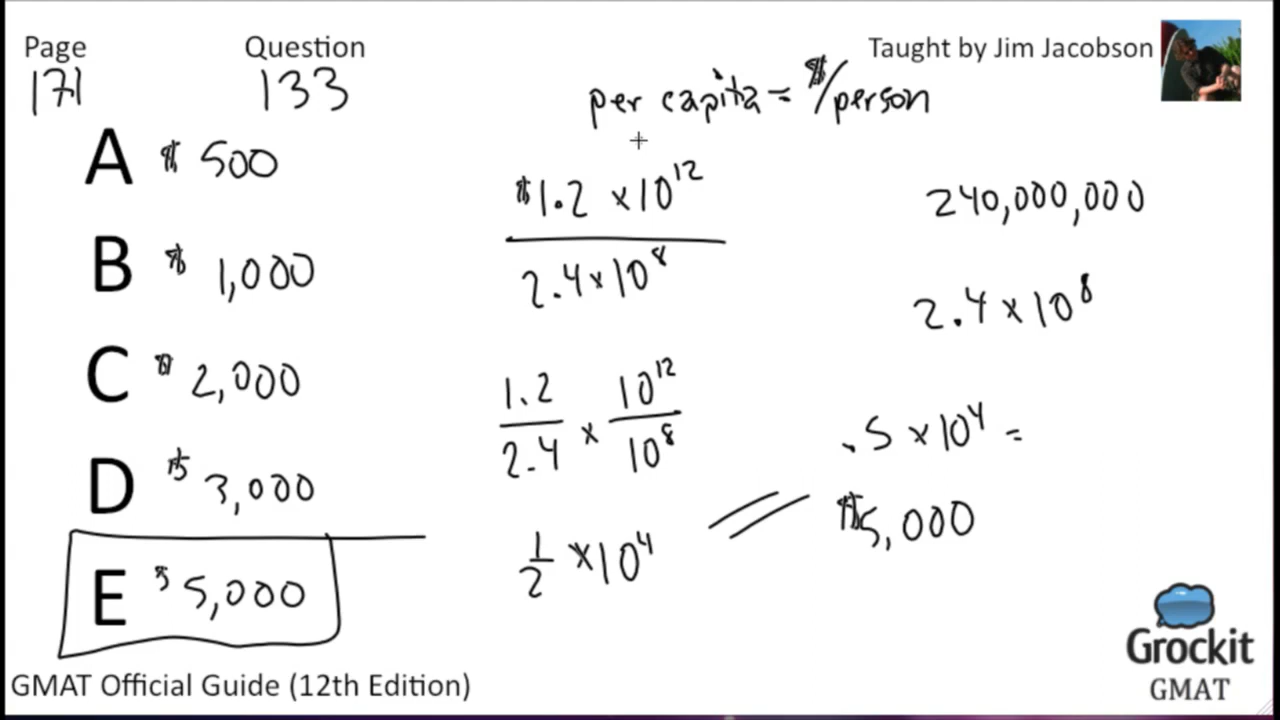 Page
171
Question
133
Taught by Jim Jacobson
per capita = $/person
A $ 500
B $ 1,000
C $ 2,000
D $ 3,000
E $ 5,000
$1.2 × 10^12
2.4 × 10^8
1.2 / 2.4 × 10^12 / 10^8
1/2 × 10^4
240,000,000
2.4 × 10^8
.5 × 10^4 =
$5,000
GMAT Official Guide (12th Edition)
Grockit
GMAT